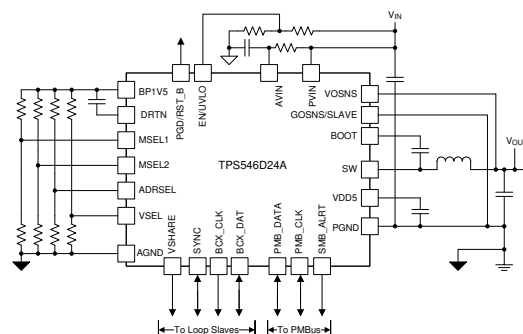 VIN
PGD/RST_B
EN/UVLO
AVIN
PVIN
BP1V5
DRTN
MSEL1
MSEL2
ADRSEL
VSEL
AGND
TPS546D24A
VOSNS
GOSNS/SLAVE
BOOT
SW
VDD5
PGND
VOU
VSHARE
SYNC
BCX_CLK
BCX_DAT
PMB_DATA
PMB_CLK
SMB_ALRT
To Loop Slaves
To PMBus